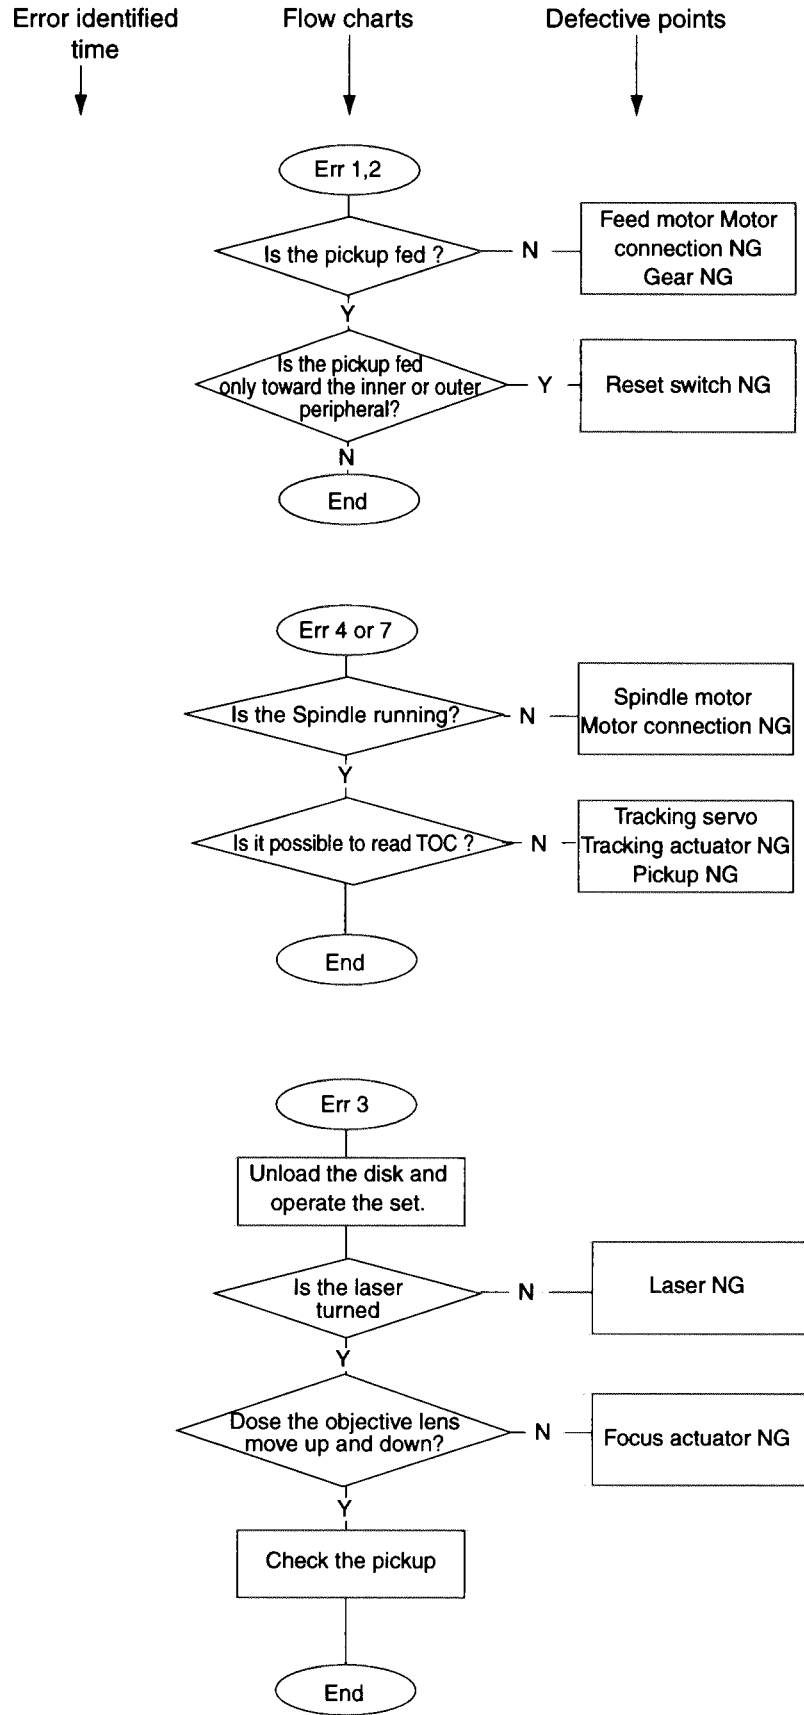 Error identified
time
Flow charts
Defective points
Err 1,2
Is the pickup fed ?
N
Feed motor Motor
connection NG
Gear NG
Y
Is the pickup fed
only toward the inner or outer
peripheral?
Y
Reset switch NG
N
End
Err 4 or 7
Is the Spindle running?
N
Spindle motor
Motor connection NG
Y
Is it possible to read TOC ?
N
Tracking servo
Tracking actuator NG
Pickup NG
End
Err 3
Unload the disk and
operate the set.
Is the laser
turned
N
Laser NG
Y
Dose the objective lens
move up and down?
N
Focus actuator NG
Y
Check the pickup
End